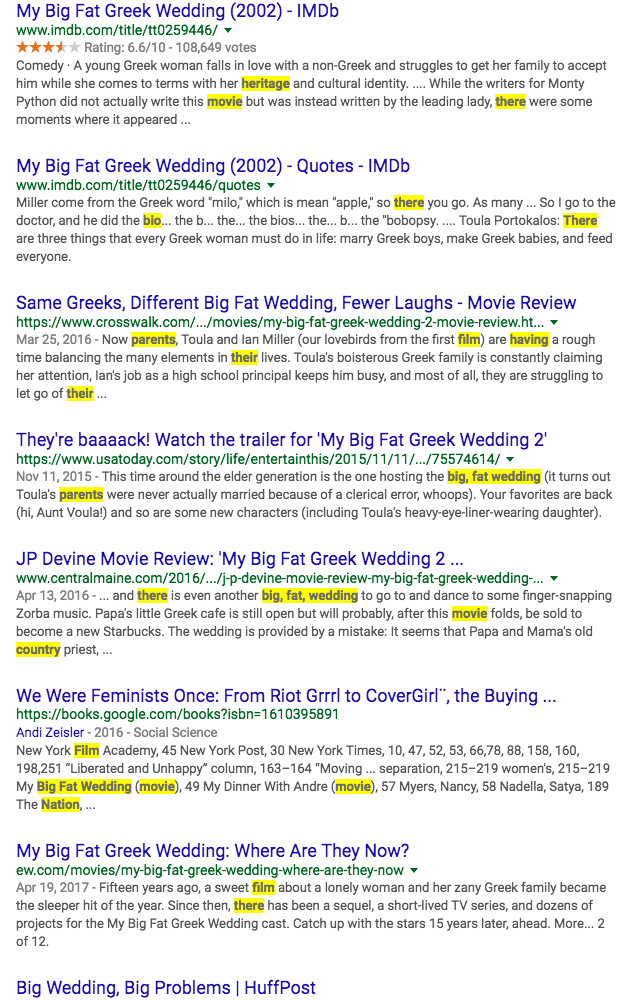 My Big Fat Greek Wedding (2002) - IMDb
www.imdb.com/title/tt0259446/
Rating: 6.6/10 - 108,649 votes
Comedy · A young Greek woman falls in love with a non-Greek and struggles to get her family to accept
him while she comes to terms with her heritage and cultural identity. .... While the writers for Monty
Python did not actually write this movie but was instead written by the leading lady, there were some
moments where it appeared ...
My Big Fat Greek Wedding (2002) - Quotes - IMDb
www.imdb.com/title/tt0259446/quotes
Miller come from the Greek word "milo," which is mean "apple," so there you go. As many ... So I go to the
doctor, and he did the bio... the b... the... the bios... the... b... the "bobopsy. .... Toula Portokalos: There
are three things that every Greek woman must do in life: marry Greek boys, make Greek babies, and feed
everyone.
Same Greeks, Different Big Fat Wedding, Fewer Laughs - Movie Review
https://www.crosswalk.com/.../movies/my-big-fat-greek-wedding-2-movie-review.ht...
Mar 25, 2016 - Now parents, Toula and Ian Miller (our lovebirds from the first film) are having a rough
time balancing the many elements in their lives. Toula's boisterous Greek family is constantly claiming
her attention, Ian's job as a high school principal keeps him busy, and most of all, they are struggling to
let go of their ...
They're baaaack! Watch the trailer for 'My Big Fat Greek Wedding 2'
https://www.usatoday.com/story/life/entertainthis/2015/11/11/.../75574614/
Nov 11, 2015 - This time around the elder generation is the one hosting the big, fat wedding (it turns out
Toula's parents were never actually married because of a clerical error, whoops). Your favorites are back
(hi, Aunt Voula!) and so are some new characters (including Toula's heavy-eye-liner-wearing daughter).
JP Devine Movie Review: 'My Big Fat Greek Wedding 2 ...
www.centralmaine.com/2016/.../j-p-devine-movie-review-my-big-fat-greek-wedding-...
Apr 13, 2016 - ... and there is even another big, fat, wedding to go to and dance to some finger-snapping
Zorba music. Papa's little Greek cafe is still open but will probably, after this movie folds, be sold to
become a new Starbucks. The wedding is provided by a mistake: It seems that Papa and Mama's old
country priest, ...
We Were Feminists Once: From Riot Grrrl to CoverGirl¨, the Buying ...
https://books.google.com/books?isbn=1610395891
Andi Zeisler - 2016 - Social Science
New York Film Academy, 45 New York Post, 30 New York Times, 10, 47, 52, 53, 66,78, 88, 158, 160,
198,251 “Liberated and Unhappy” column, 163–164 “Moving ... separation, 215–219 women's, 215–219
My Big Fat Wedding (movie), 49 My Dinner With Andre (movie), 57 Myers, Nancy, 58 Nadella, Satya, 189
The Nation, ...
My Big Fat Greek Wedding: Where Are They Now?
ew.com/movies/my-big-fat-greek-wedding-where-are-they-now
Apr 19, 2017 - Fifteen years ago, a sweet film about a lonely woman and her zany Greek family became
the sleeper hit of the year. Since then, there has been a sequel, a short-lived TV series, and dozens of
projects for the My Big Fat Greek Wedding cast. Catch up with the stars 15 years later, ahead. More... 2
of 12.
Big Wedding, Big Problems | HuffPost